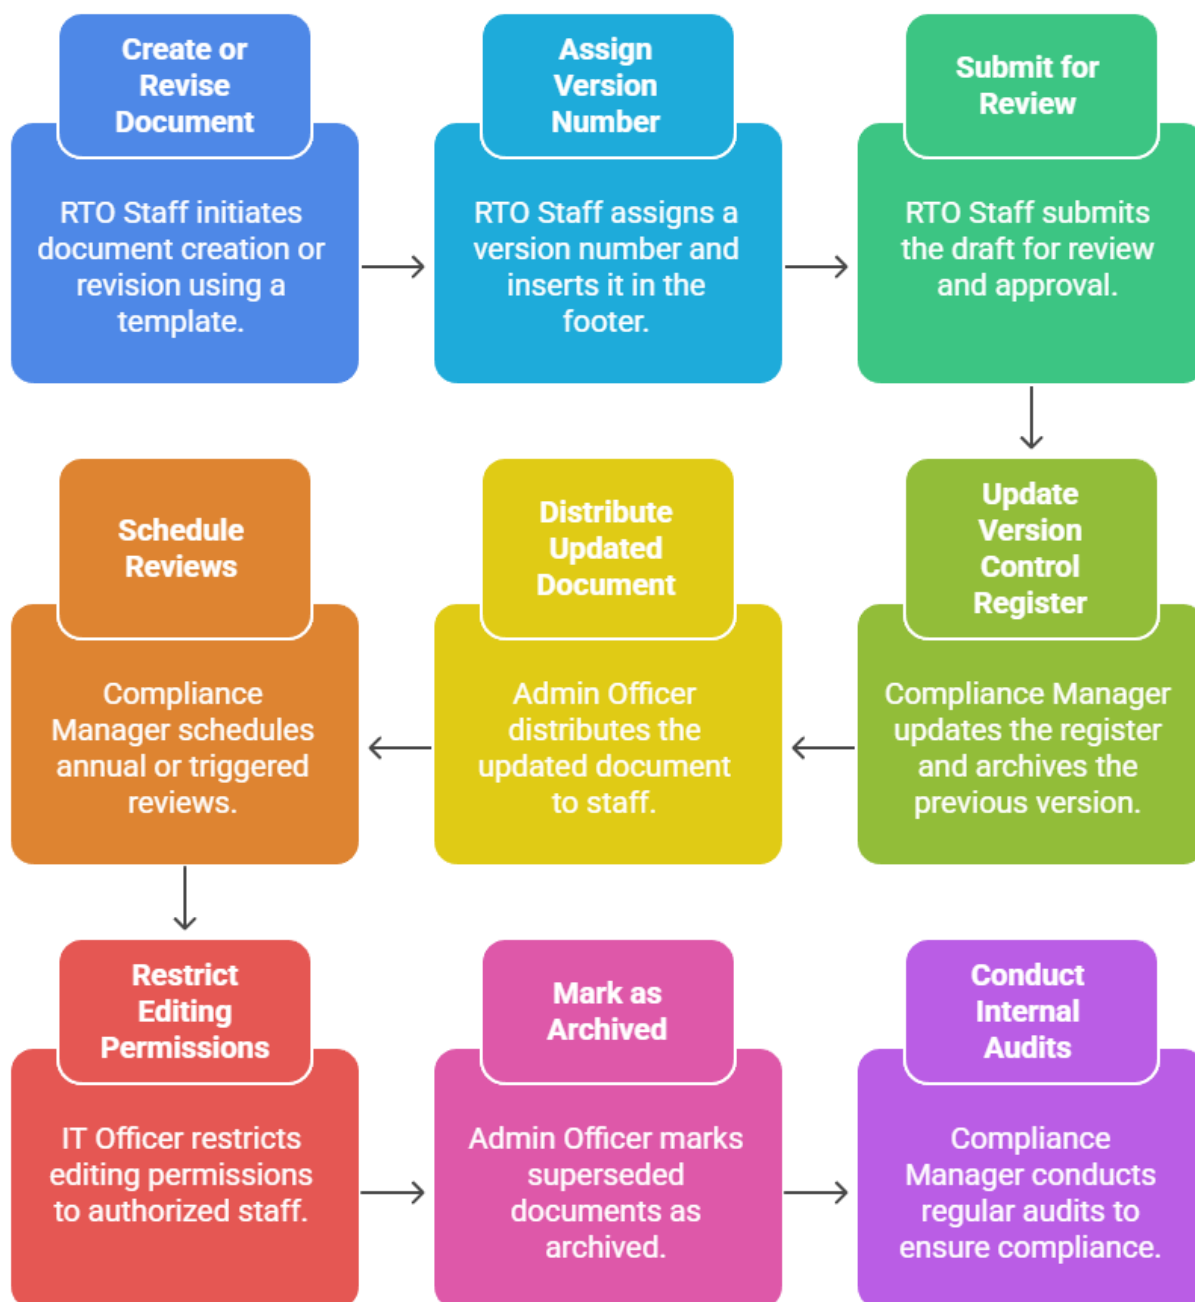 Create or
Revise
Document
RTO Staff initiates
document creation or
revision using a
template.
Assign
Version
Number
RTO Staff assigns a
version number and
inserts it in the
footer.
Submit for
Review
RTO Staff submits
the draft for review
and approval.
Update
Version
Control
Register
Compliance Manager
updates the register
and archives the
previous version.
Distribute
Updated
Document
Admin Officer
distributes the
updated document
to staff.
Schedule
Reviews
Compliance
Manager schedules
annual or triggered
reviews.
Restrict
Editing
Permissions
IT Officer restricts
editing permissions
to authorized staff.
Mark as
Archived
Admin Officer marks
superseded
documents as
archived.
Conduct
Internal
Audits
Compliance
Manager conducts
regular audits to
ensure compliance.